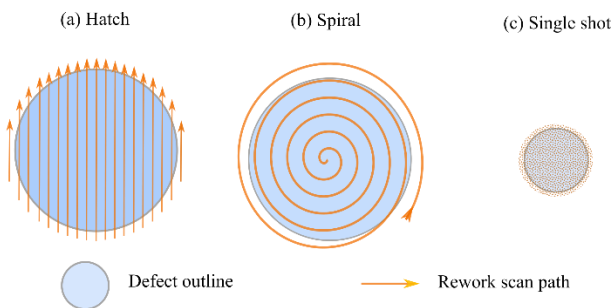 (a) Hatch
(b) Spiral
(c) Single shot
Defect outline
Rework scan path